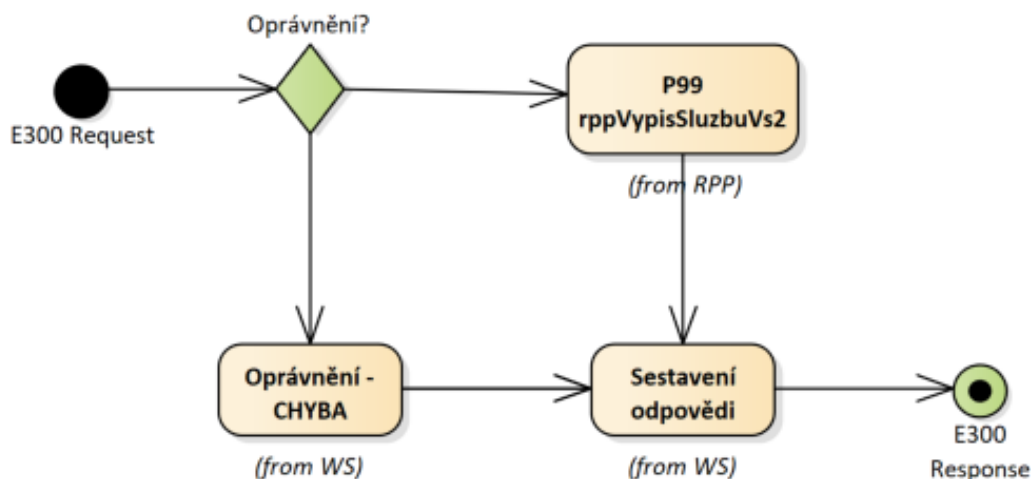 Oprávnění?
E300 Request
P99
rppVypisSluzbuVs2
(from RPP)
Oprávnění -
CHYBA
(from WS)
Sestavení
odpovědi
(from WS)
E300
Response